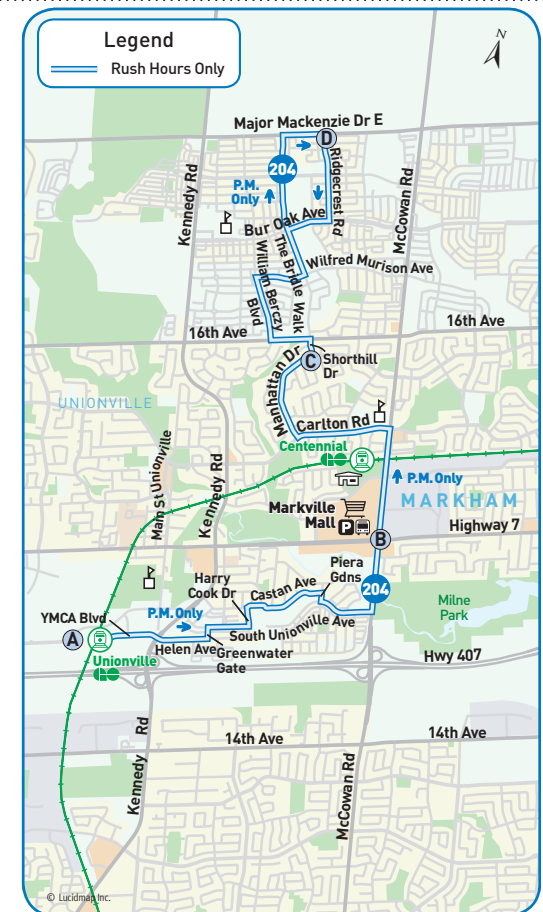 Legend
Rush Hours Only
N
Major Mackenzie Dr E
D
204
P.M.
Only
Ridgecrest Rd
Kennedy Rd
McCowan Rd
Bur Oak Ave
The Bridle Walk
William Berczy
Blvd
Wilfred Murison Ave
16th Ave
16th Ave
C
Shorthill
Dr
Manhattan Dr
UNIONVILLE
Carlton Rd
Centennial
Main St Unionville
Kennedy Rd
P.M. Only
MARKHAM
Markville
Mall
P
Highway 7
B
Piera
Gdns
Harry
Cook Dr
Castan Ave
204
Milne
Park
YMCA Blvd
P.M. Only
South Unionville Ave
A
Helen Ave
Greenwater
Gate
Unionville
Hwy 407
Kennedy Rd
14th Ave
14th Ave
McCowan Rd
© Lucidmap Inc.